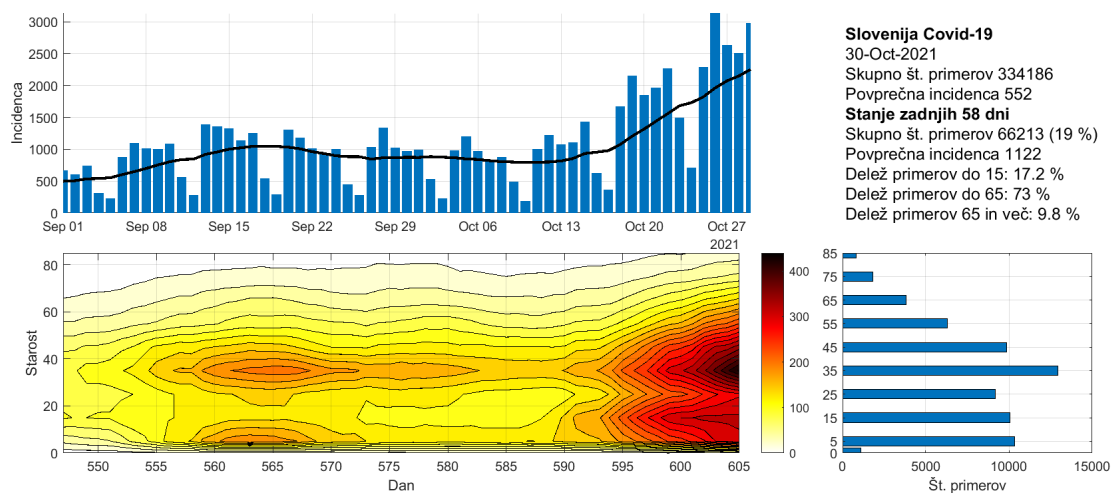 3000
2500
2000
1500
1000
500
0
Incidenca
Sep 01 Sep 08 Sep 15 Sep 22 Sep 29 Oct 06 Oct 13 Oct 20 Oct 27
2021
Slovenija Covid-19
30-Oct-2021
Skupno št. primerov 334186
Povprečna incidenca 552
Stanje zadnjih 58 dni
Skupno št. primerov 66213 (19 %)
Povprečna incidenca 1122
Delež primerov do 15: 17.2 %
Delež primerov do 65: 73 %
Delež primerov 65 in več: 9.8 %
80
60
40
20
0
Starost
550 555 560 565 570 575 580 585 590 595 600 605
Dan
400
300
200
100
0
85
75
65
55
45
35
25
15
5
0
0 5000 10000 15000
Št. primerov